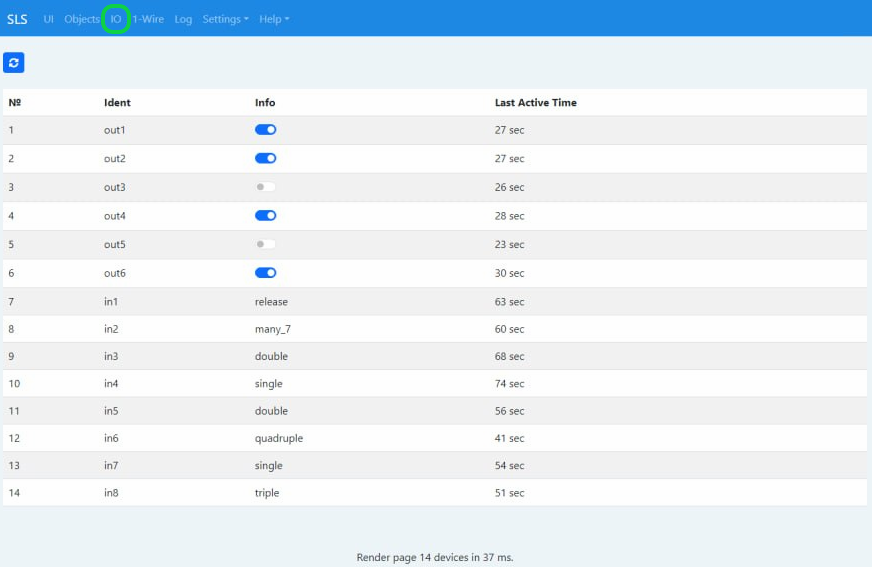 SLS UI Objects IO 1-Wire Log Settings Help
№ Ident Info Last Active Time
1 out1 27 sec
2 out2 27 sec
3 out3 26 sec
4 out4 28 sec
5 out5 23 sec
6 out6 30 sec
7 in1 release 63 sec
8 in2 many_7 60 sec
9 in3 double 68 sec
10 in4 single 74 sec
11 in5 double 56 sec
12 in6 quadruple 41 sec
13 in7 single 54 sec
14 in8 triple 51 sec
Render page 14 devices in 37 ms.